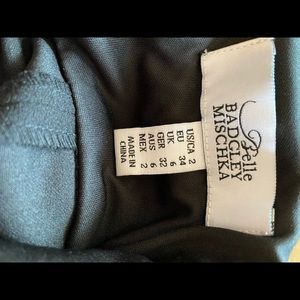 Belle
BADGLEY
MISCHKA
US/CA 2
EU 34
UK 6
GER 32
AUS 6
MEX 2
MADE IN
CHINA